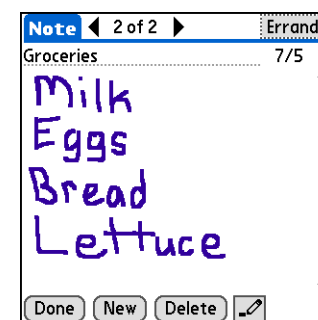 Note 2 of 2 Errand
Groceries 7/5
Milk
Eggs
Bread
Lettuce
Done New Delete